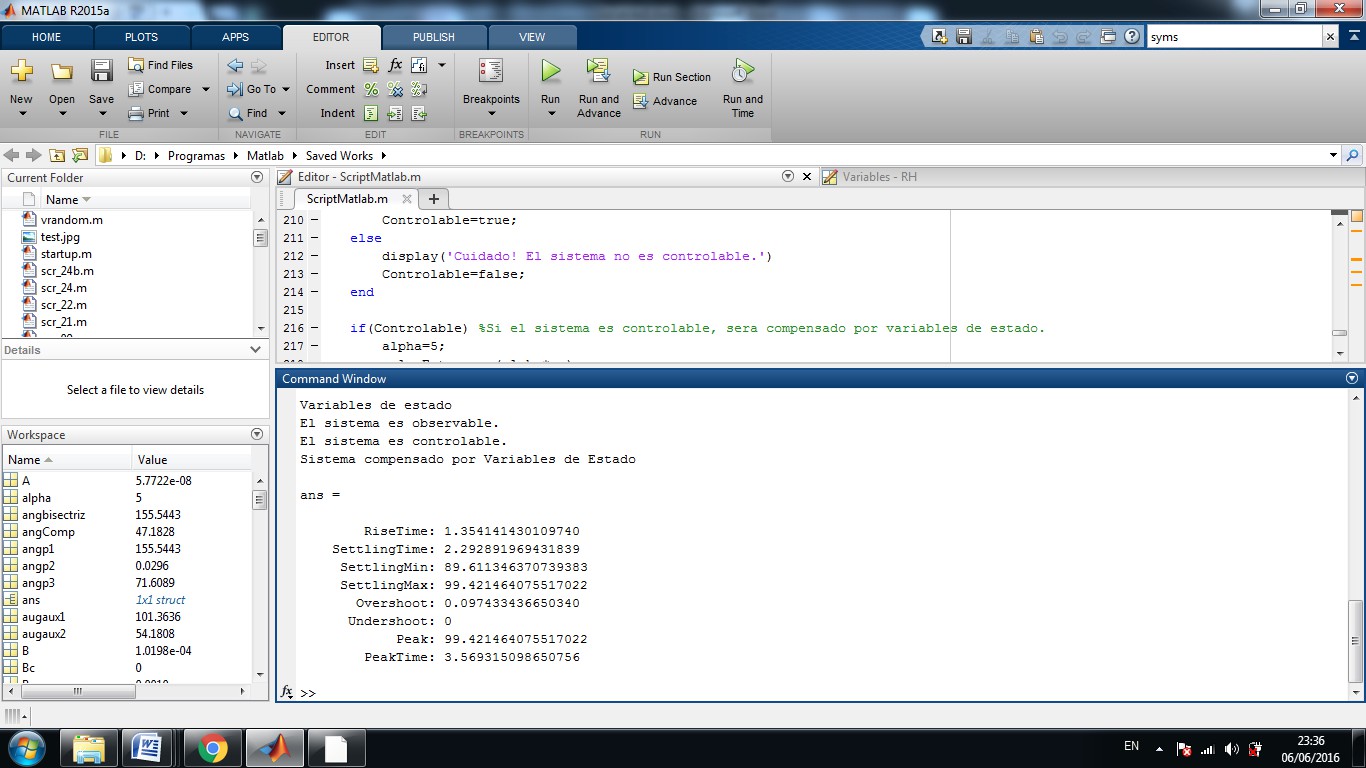 MATLAB R2015a
HOME PLOTS APPS EDITOR PUBLISH VIEW syms
New Open Save Find Files Compare Print
FILE
Go To Find
NAVIGATE
Insert fx
Comment
Indent
EDIT
Breakpoints
BREAKPOINTS
Run Run and Advance Run Section Advance Run and Time
RUN
D: Programas Matlab Saved Works
Current Folder
Name
vrandom.m
test.jpg
startup.m
scr_24b.m
scr_24.m
scr_22.m
scr_21.m
Details
Select a file to view details
Workspace
Name Value
A 5.7722e-08
alpha 5
angbisectriz 155.5443
angComp 47.1828
angp1 155.5443
angp2 0.0296
angp3 71.6089
ans 1x1 struct
augaux1 101.3636
augaux2 54.1808
B 1.0198e-04
Bc 0
Editor - ScriptMatlab.m Variables - RH
ScriptMatlab.m
210 – Controlable=true;
211 – else
212 – display('Cuidado! El sistema no es controlable.')
213 – Controlable=false;
214 – end
215
216 – if(Controlable) %Si el sistema es controlable, sera compensado por variables de estado.
217 – alpha=5;
Command Window
Variables de estado
El sistema es observable.
El sistema es controlable.
Sistema compensado por Variables de Estado
ans =
RiseTime: 1.354141430109740
SettlingTime: 2.292891969431839
SettlingMin: 89.611346370739383
SettlingMax: 99.421464075517022
Overshoot: 0.097433436650340
Undershoot: 0
Peak: 99.421464075517022
PeakTime: 3.569315098650756
fx >>
EN 23:36
06/06/2016